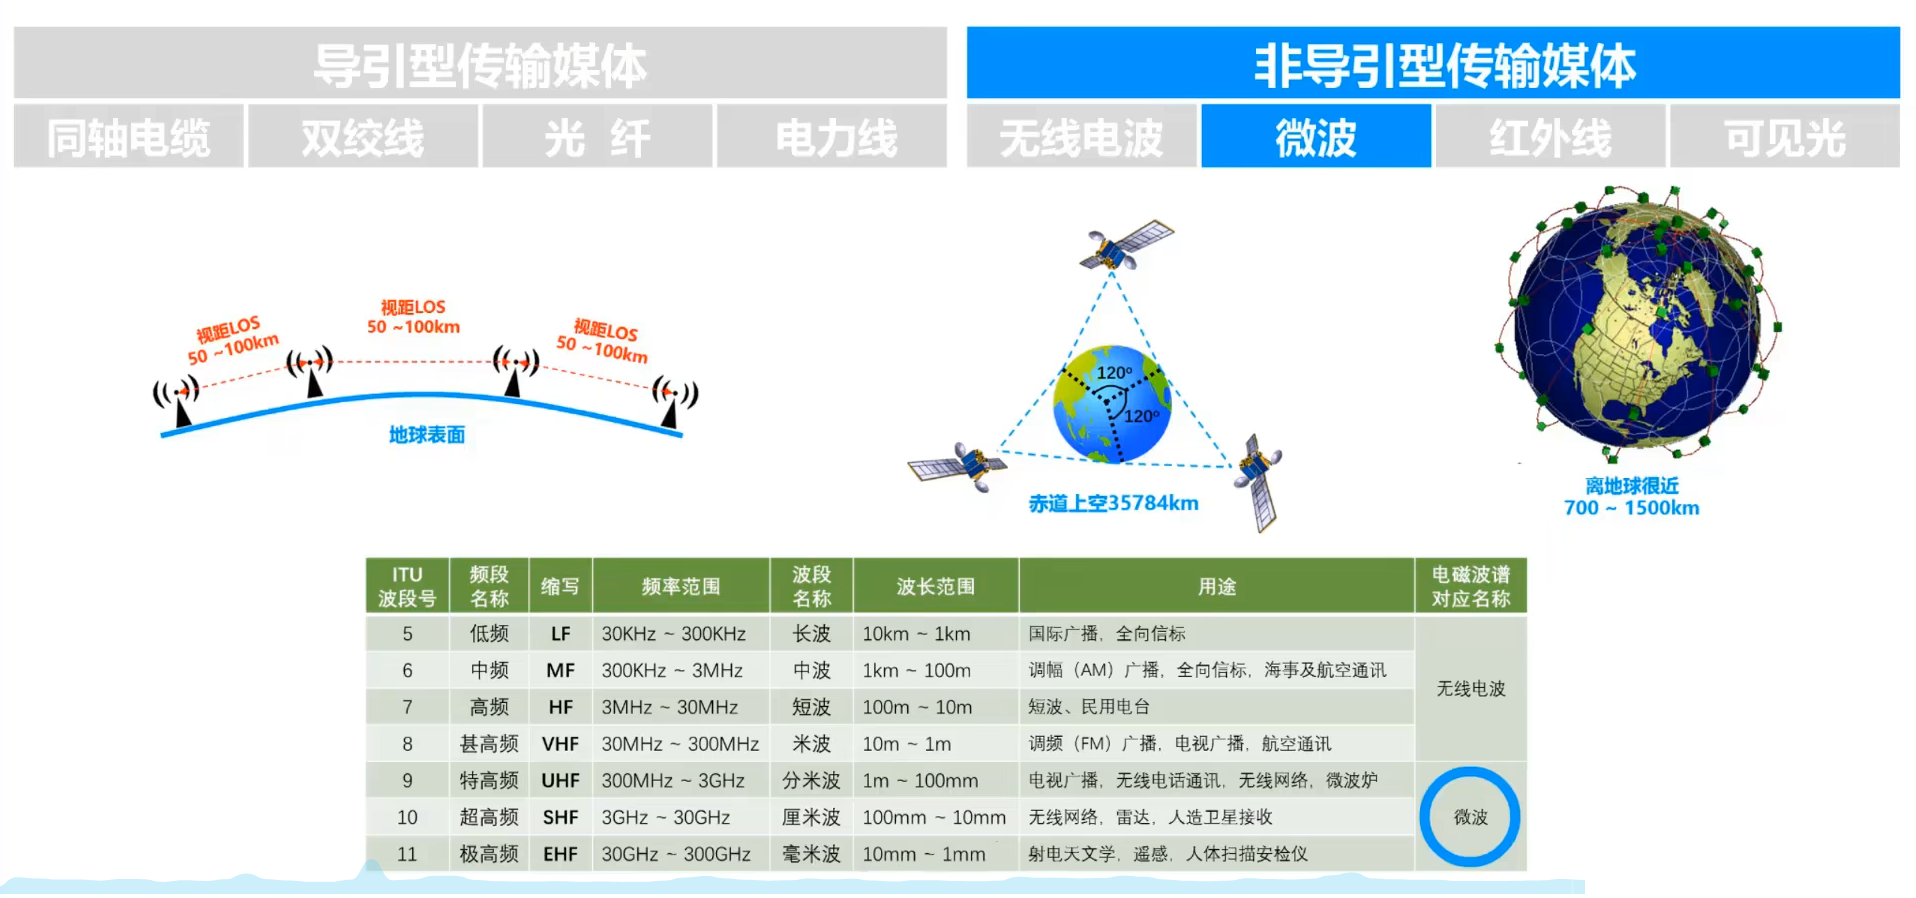 导引型传输媒体
非导引型传输媒体
同轴电缆 双绞线 光 纤 电力线 无线电波 微波 红外线 可见光
视距LOS
50 ~100km
视距LOS
50 ~100km
视距LOS
50 ~100km
地球表面
120°
120°
赤道上空35784km
离地球很近
700 ~ 1500km
ITU
波段号 频段
名称 缩写 频率范围 波段
名称 波长范围 用途 电磁波谱
对应名称
5 低频 LF 30KHz ~ 300KHz 长波 10km ~ 1km 国际广播，全向信标
6 中频 MF 300KHz ~ 3MHz 中波 1km ~ 100m 调幅（AM）广播，全向信标，海事及航空通讯
无线电波
7 高频 HF 3MHz ~ 30MHz 短波 100m ~ 10m 短波、民用电台
8 甚高频 VHF 30MHz ~ 300MHz 米波 10m ~ 1m 调频（FM）广播，电视广播，航空通讯
9 特高频 UHF 300MHz ~ 3GHz 分米波 1m ~ 100mm 电视广播，无线电话通讯，无线网络，微波炉
10 超高频 SHF 3GHz ~ 30GHz 厘米波 100mm ~ 10mm 无线网络，雷达，人造卫星接收 微波
11 极高频 EHF 30GHz ~ 300GHz 毫米波 10mm ~ 1mm 射电天文学，遥感，人体扫描安检仪